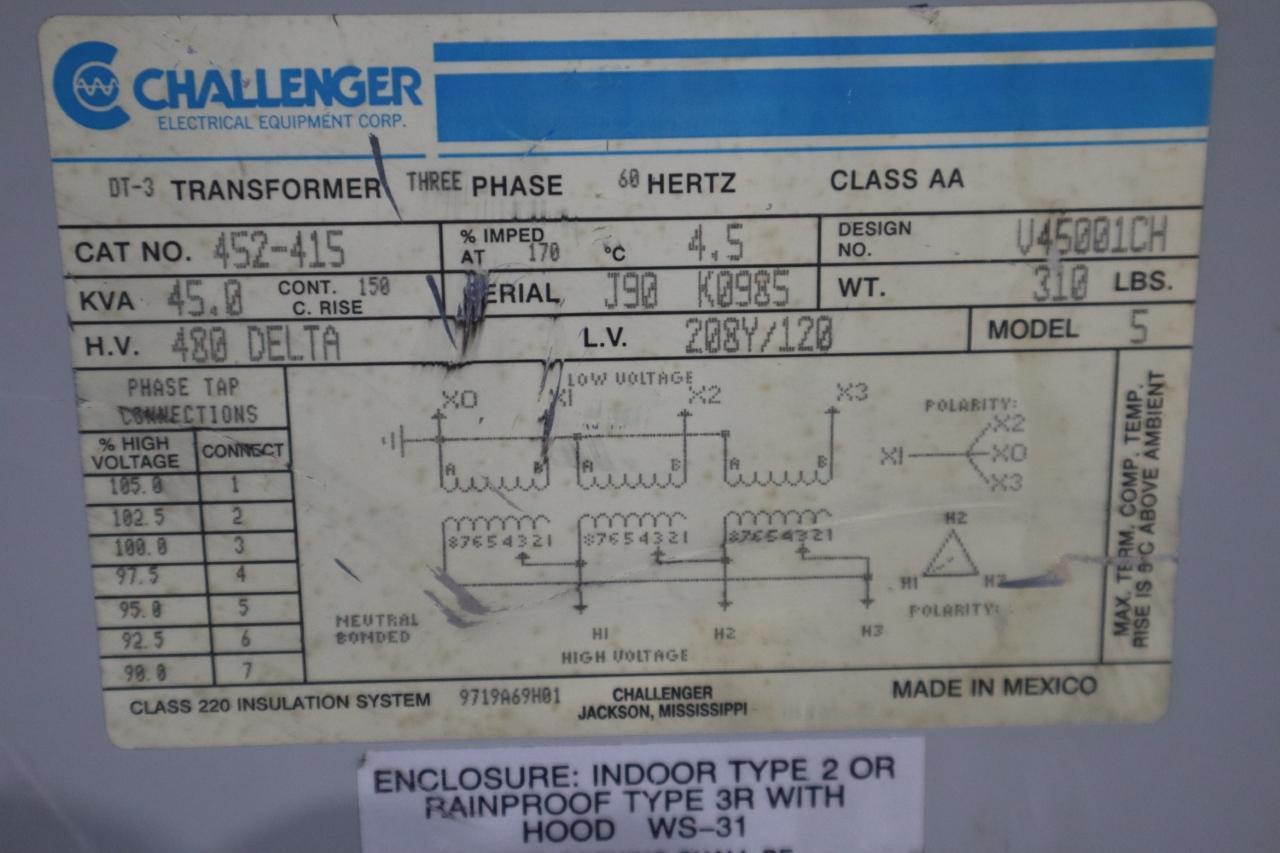 CHALLENGER
ELECTRICAL EQUIPMENT CORP.
DT-3 TRANSFORMER THREE PHASE 60 HERTZ CLASS AA
CAT NO. 452-415 % IMPED AT 170 °C 4.5 DESIGN NO. V45001CH
KVA 45.0 CONT. 150 C. RISE SERIAL J90 K0985 WT. 310 LBS.
H.V. 480 DELTA L.V. 208Y/120 MODEL 5
PHASE TAP
CONNECTIONS
% HIGH VOLTAGE CONNECT
105.0 1
102.5 2
100.0 3
97.5 4
95.0 5
92.5 6
90.0 7
LOW VOLTAGE
X0 X1 X2 X3
A B A B A B
87654321 87654321 87654321
NEUTRAL
BONDED
H1 H2 H3
HIGH VOLTAGE
POLARITY:
X2
X1 X0
X3
H2
H1 H3
POLARITY:
MAX. TERM. COMP. TEMP.
RISE IS °C ABOVE AMBIENT
CLASS 220 INSULATION SYSTEM 9719A69H01 CHALLENGER MADE IN MEXICO
JACKSON, MISSISSIPPI
ENCLOSURE: INDOOR TYPE 2 OR
RAINPROOF TYPE 3R WITH
HOOD WS-31